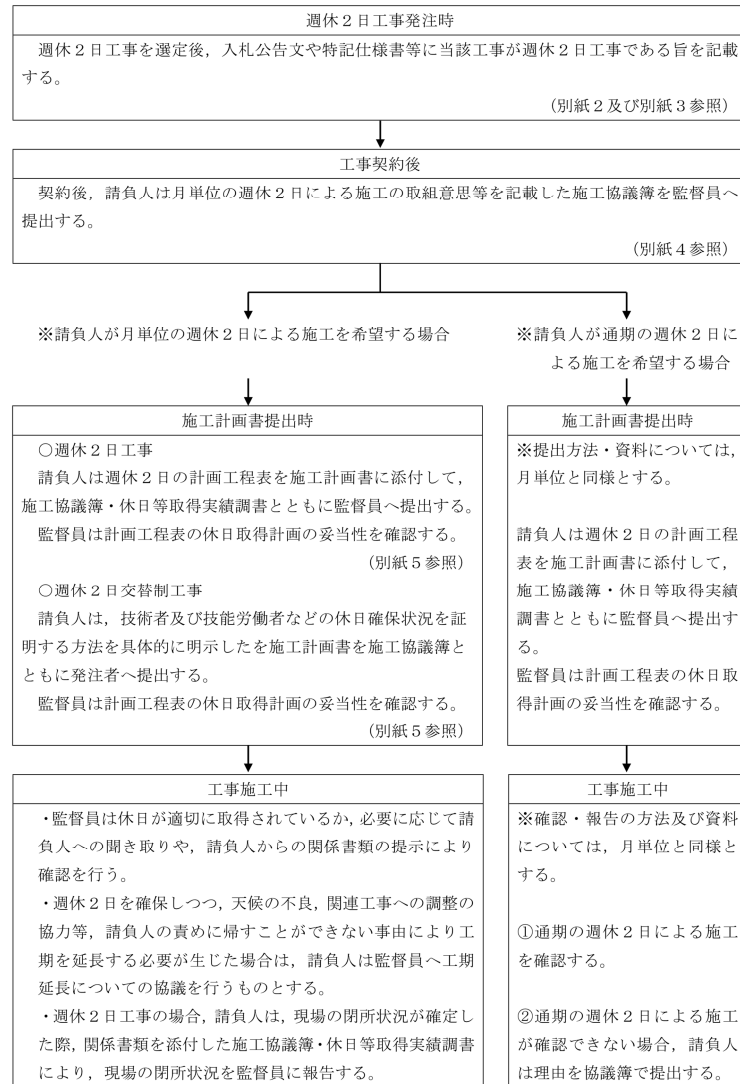 週休２日工事発注時
週休２日工事を選定後，入札公告文や特記仕様書等に当該工事が週休２日工事である旨を記載
する。
（別紙２及び別紙３参照）
工事契約後
契約後，請負人は月単位の週休２日による施工の取組意思等を記載した施工協議簿を監督員へ
提出する。
（別紙４参照）
※請負人が月単位の週休２日による施工を希望する場合
※請負人が通期の週休２日に
よる施工を希望する場合
施工計画書提出時
○週休２日工事
請負人は週休２日の計画工程表を施工計画書に添付して，
施工協議簿・休日等取得実績調書とともに監督員へ提出する。
監督員は計画工程表の休日取得計画の妥当性を確認する。
（別紙５参照）
○週休２日交替制工事
請負人は，技術者及び技能労働者などの休日確保状況を証
明する方法を具体的に明示したを施工計画書を施工協議簿と
ともに発注者へ提出する。
監督員は計画工程表の休日取得計画の妥当性を確認する。
（別紙５参照）
施工計画書提出時
※提出方法・資料については，
月単位と同様とする。
請負人は週休２日の計画工程
表を施工計画書に添付して，
施工協議簿・休日等取得実績
調書とともに監督員へ提出す
る。
監督員は計画工程表の休日取
得計画の妥当性を確認する。
工事施工中
・監督員は休日が適切に取得されているか，必要に応じて請
負人への聞き取りや，請負人からの関係書類の提示により
確認を行う。
・週休２日を確保しつつ，天候の不良，関連工事への調整の
協力等，請負人の責めに帰すことができない事由により工
期を延長する必要が生じた場合は，請負人は監督員へ工期
延長についての協議を行うものとする。
・週休２日工事の場合，請負人は，現場の閉所状況が確定し
た際，関係書類を添付した施工協議簿・休日等取得実績調書
により，現場の閉所状況を監督員に報告する。
工事施工中
※確認・報告の方法及び資料
については，月単位と同様と
する。
①通期の週休２日による施工
を確認する。
②通期の週休２日による施工
が確認できない場合，請負人
は理由を協議簿で提出する。